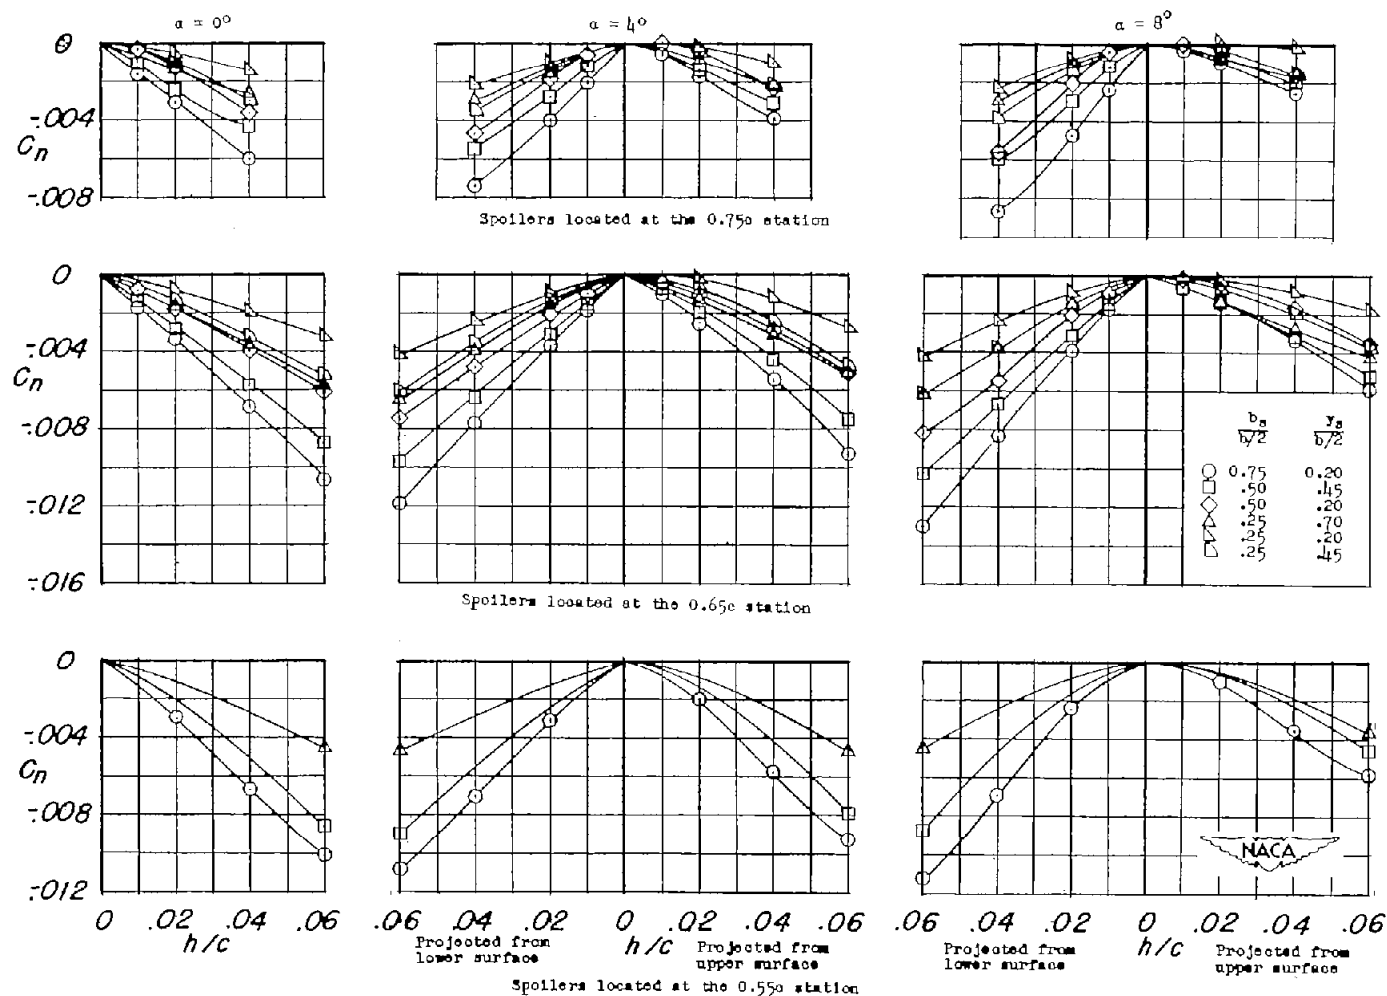 α = 0° α = 4° α = 8°
0
-.004
Cn
-.008
Spoilers located at the 0.75c station
0
-.004
Cn
-.008
-.012
-.016
bs ys
b/2 b/2
0.75 0.20
.50 .45
.50 .20
.25 .70
.25 .20
.25 .45
Spoilers located at the 0.65c station
0
-.004
Cn
-.008
-.012
NACA
0 .02 .04 .06 .06 .04 .02 0 .02 .04 .06 .06 .04 .02 0 .02 .04 .06
h/c h/c h/c
Projected from lower surface
Projected from upper surface
Projected from lower surface
Projected from upper surface
Spoilers located at the 0.55c station